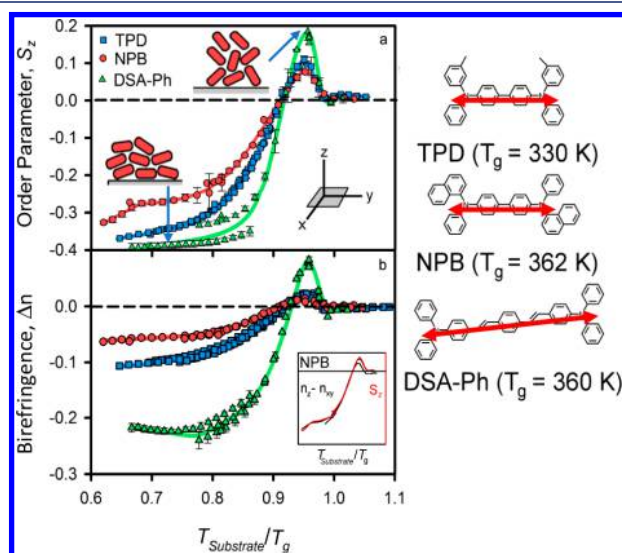 Order Parameter, S_z
0.2
0.1
0.0
-0.1
-0.2
-0.3
-0.4
TPD
NPB
DSA-Ph
a
z
y
x
Birefringence, Δn
0.1
0.0
-0.1
-0.2
-0.3
b
NPB
n_z - n_xy
S_z
T_Substrate/T_g
0.6 0.7 0.8 0.9 1.0 1.1
T_Substrate/T_g
TPD (T_g = 330 K)
NPB (T_g = 362 K)
DSA-Ph (T_g = 360 K)